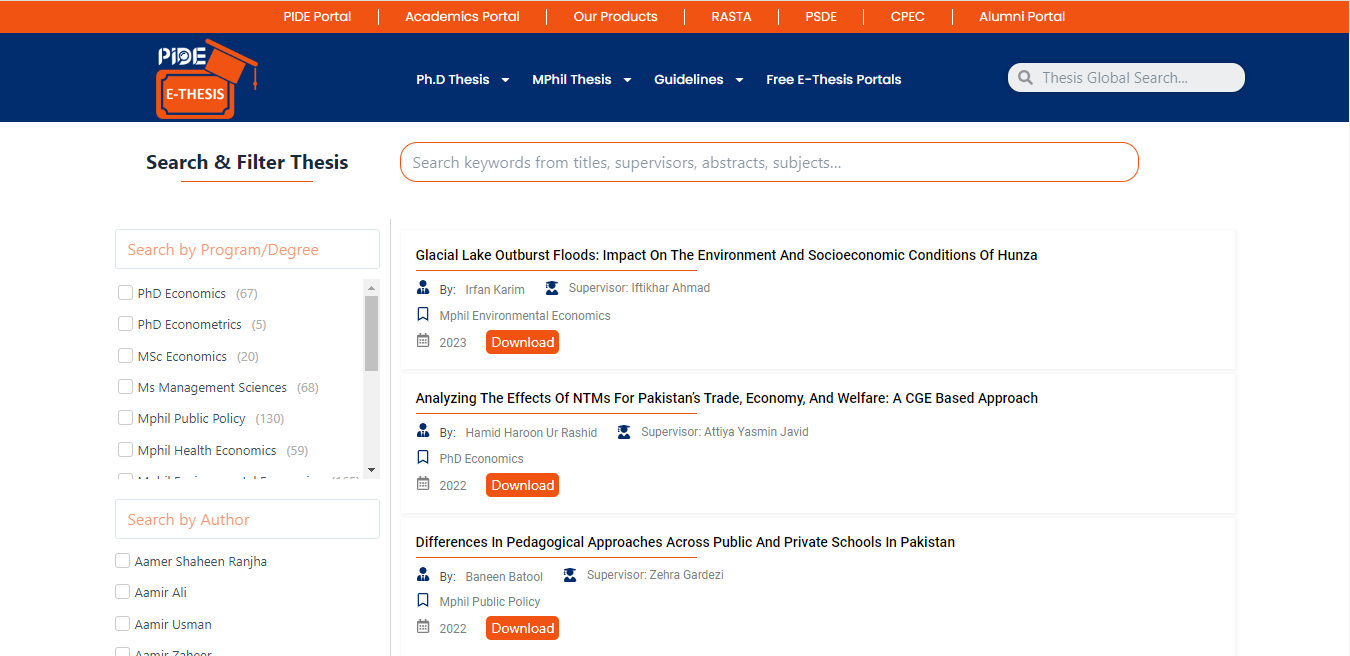 PIDE Portal
Academics Portal
Our Products
RASTA
PSDE
CPEC
Alumni Portal
PIDE
E-THESIS
Ph.D Thesis
MPhil Thesis
Guidelines
Free E-Thesis Portals
Thesis Global Search...
Search & Filter Thesis
Search keywords from titles, supervisors, abstracts, subjects...
Search by Program/Degree
PhD Economics (67)
PhD Econometrics (5)
MSc Economics (20)
Ms Management Sciences (68)
Mphil Public Policy (130)
Mphil Health Economics (59)
Search by Author
Aamer Shaheen Ranjha
Aamir Ali
Aamir Usman
Aamir Zaheer
Glacial Lake Outburst Floods: Impact On The Environment And Socioeconomic Conditions Of Hunza
By: Irfan Karim Supervisor: Iftikhar Ahmad
Mphil Environmental Economics
2023 Download
Analyzing The Effects Of NTMs For Pakistan’s Trade, Economy, And Welfare: A CGE Based Approach
By: Hamid Haroon Ur Rashid Supervisor: Attiya Yasmin Javid
PhD Economics
2022 Download
Differences In Pedagogical Approaches Across Public And Private Schools In Pakistan
By: Baneen Batool Supervisor: Zehra Gardezi
Mphil Public Policy
2022 Download